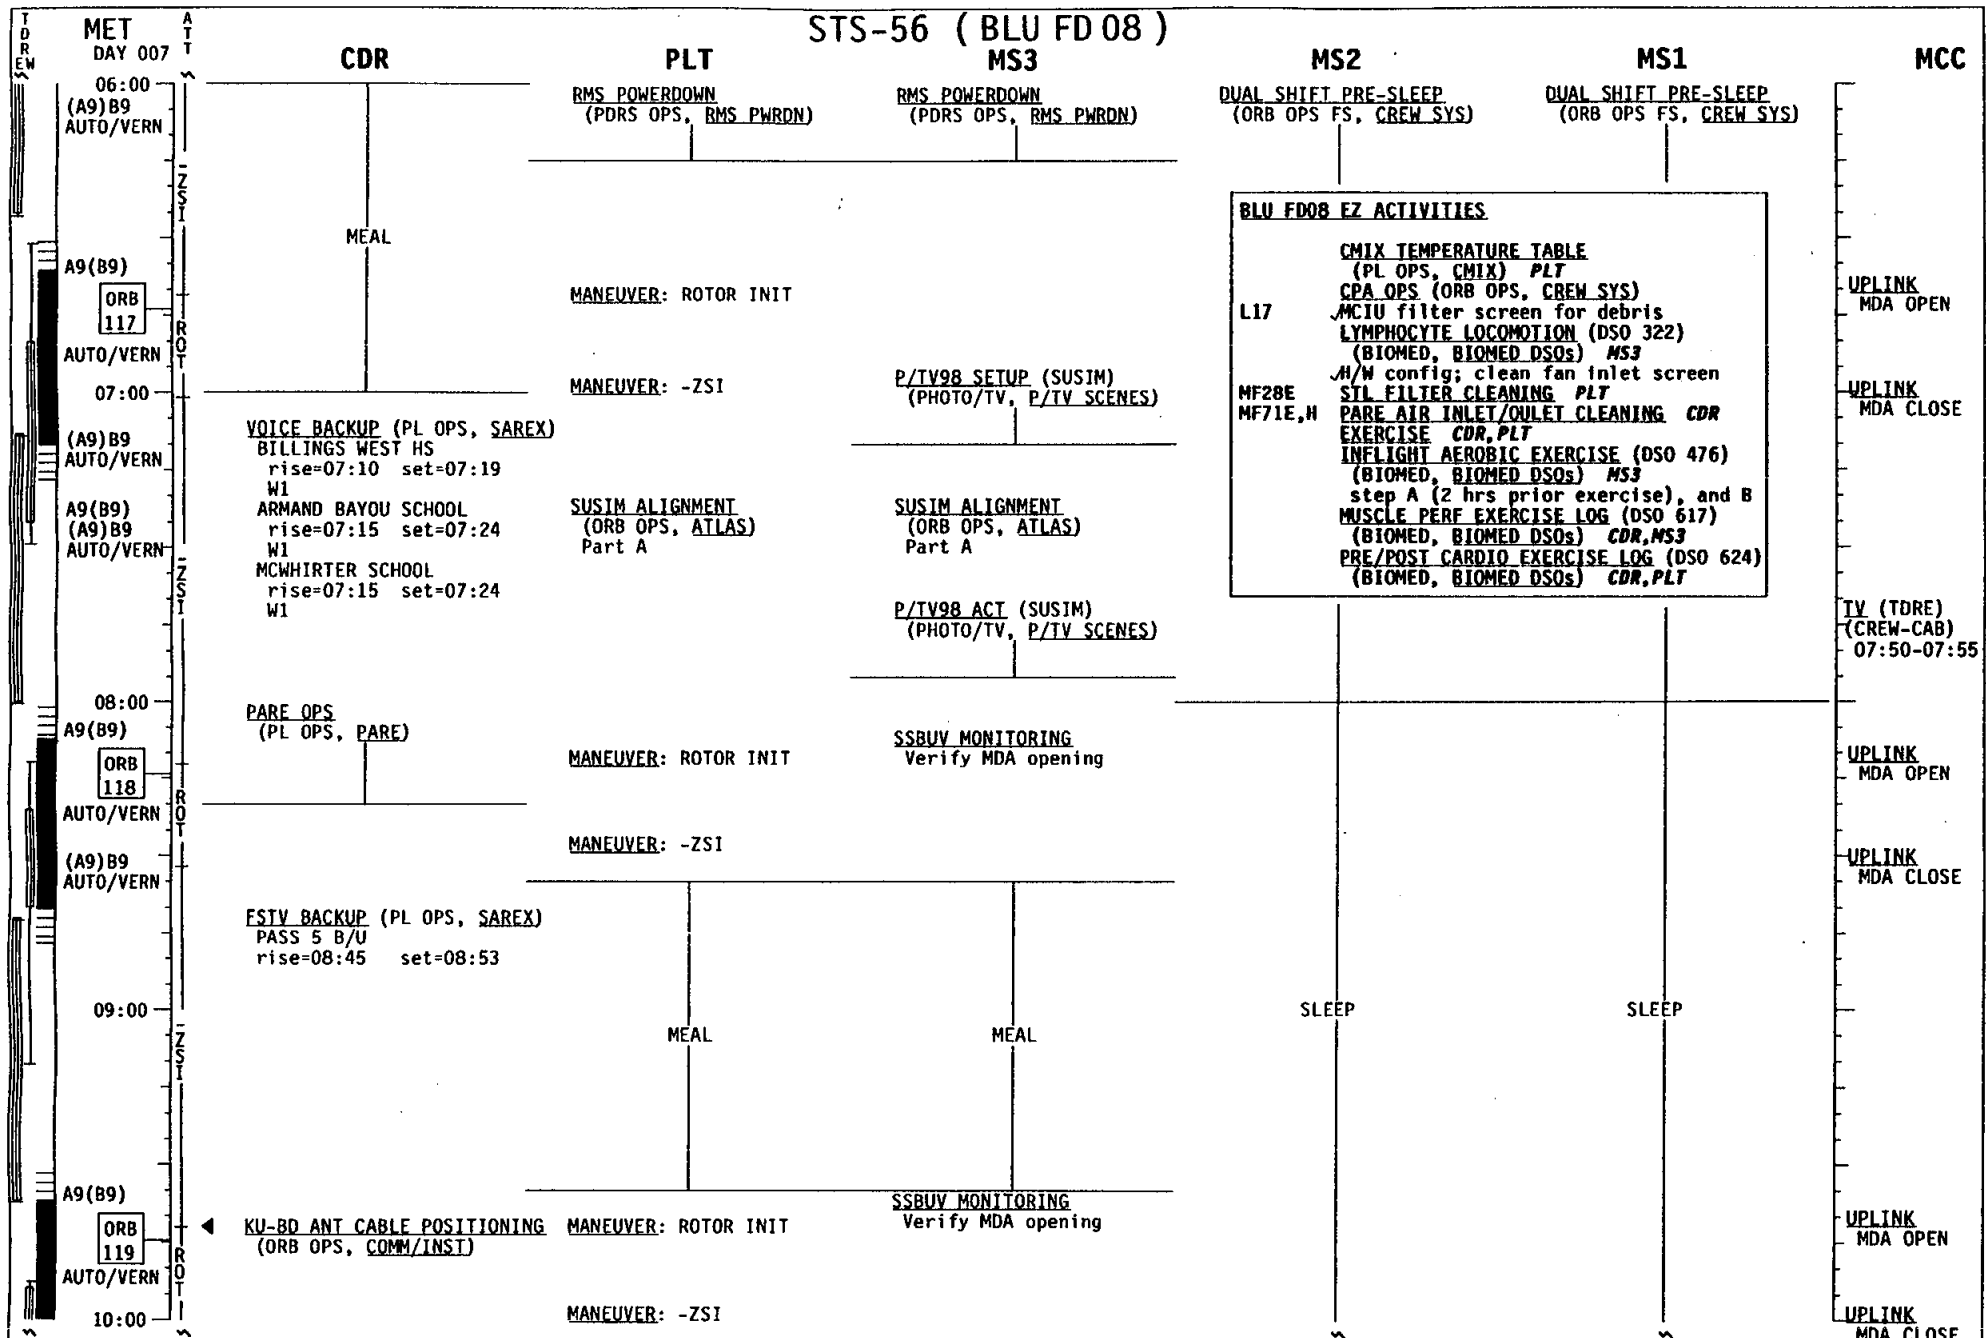 STS-56 ( BLU FD 08 )
TDREW
MET
DAY 007
ATT
CDR
PLT
MS3
MS2
MS1
MCC
06:00
(A9)B9
AUTO/VERN
-ZSI
A9(B9)
ORB
117
ROT
AUTO/VERN
07:00
(A9)B9
AUTO/VERN
A9(B9)
(A9)B9
AUTO/VERN
-ZSI
08:00
A9(B9)
ORB
118
ROT
AUTO/VERN
(A9)B9
AUTO/VERN
09:00
-ZSI
A9(B9)
ORB
119
ROT
AUTO/VERN
10:00
MEAL
VOICE BACKUP (PL OPS, SAREX)
BILLINGS WEST HS
rise=07:10 set=07:19
W1
ARMAND BAYOU SCHOOL
rise=07:15 set=07:24
W1
MCWHIRTER SCHOOL
rise=07:15 set=07:24
W1
PARE OPS
(PL OPS, PARE)
FSTV BACKUP (PL OPS, SAREX)
PASS 5 B/U
rise=08:45 set=08:53
KU-BD ANT CABLE POSITIONING
(ORB OPS, COMM/INST)
RMS POWERDOWN
(PDRS OPS, RMS PWRDN)
MANEUVER: ROTOR INIT
MANEUVER: -ZSI
SUSIM ALIGNMENT
(ORB OPS, ATLAS)
Part A
MANEUVER: ROTOR INIT
MANEUVER: -ZSI
MEAL
MANEUVER: ROTOR INIT
MANEUVER: -ZSI
RMS POWERDOWN
(PDRS OPS, RMS PWRDN)
P/TV98 SETUP (SUSIM)
(PHOTO/TV, P/TV SCENES)
SUSIM ALIGNMENT
(ORB OPS, ATLAS)
Part A
P/TV98 ACT (SUSIM)
(PHOTO/TV, P/TV SCENES)
SSBUV MONITORING
Verify MDA opening
MEAL
SSBUV MONITORING
Verify MDA opening
DUAL SHIFT PRE-SLEEP
(ORB OPS FS, CREW SYS)
DUAL SHIFT PRE-SLEEP
(ORB OPS FS, CREW SYS)
BLU FD08 EZ ACTIVITIES
CMIX TEMPERATURE TABLE
(PL OPS, CMIX) PLT
CPA OPS (ORB OPS, CREW SYS)
L17 √MCIU filter screen for debris
LYMPHOCYTE LOCOMOTION (DSO 322)
(BIOMED, BIOMED DSOs) MS3
√H/W config; clean fan inlet screen
MF28E STL FILTER CLEANING PLT
MF71E,H PARE AIR INLET/OULET CLEANING CDR
EXERCISE CDR,PLT
INFLIGHT AEROBIC EXERCISE (DSO 476)
(BIOMED, BIOMED DSOs) MS3
step A (2 hrs prior exercise), and B
MUSCLE PERF EXERCISE LOG (DSO 617)
(BIOMED, BIOMED DSOs) CDR,MS3
PRE/POST CARDIO EXERCISE LOG (DSO 624)
(BIOMED, BIOMED DSOs) CDR,PLT
SLEEP
SLEEP
UPLINK
MDA OPEN
UPLINK
MDA CLOSE
TV (TDRE)
(CREW-CAB)
07:50-07:55
UPLINK
MDA OPEN
UPLINK
MDA CLOSE
UPLINK
MDA OPEN
UPLINK
MDA CLOSE